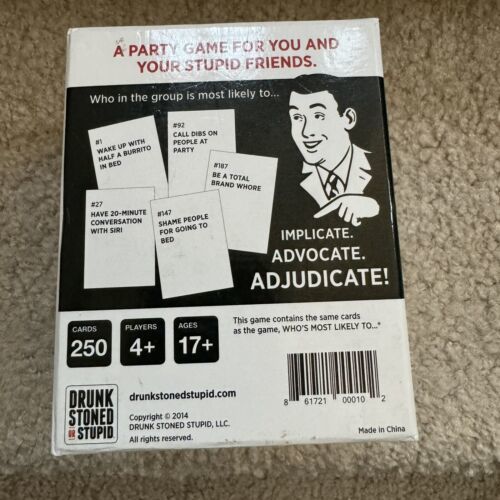 A PARTY GAME FOR YOU AND
YOUR STUPID FRIENDS.
Who in the group is most likely to...
#1
WAKE UP WITH
HALF A BURRITO
IN BED
#92
CALL DIBS ON
PEOPLE AT
PARTY
#187
BE A TOTAL
BRAND WHORE
#27
HAVE 20-MINUTE
CONVERSATION
WITH SIRI
#147
SHAME PEOPLE
FOR GOING TO
BED
IMPLICATE.
ADVOCATE.
ADJUDICATE!
CARDS
250
PLAYERS
4+
AGES
17+
This game contains the same cards
as the game, WHO'S MOST LIKELY TO...®
DRUNK
STONED
OR
STUPID
drunkstonedstupid.com
Copyright © 2014
DRUNK STONED STUPID, LLC.
All rights reserved.
8 61721 00010 2
Made in China